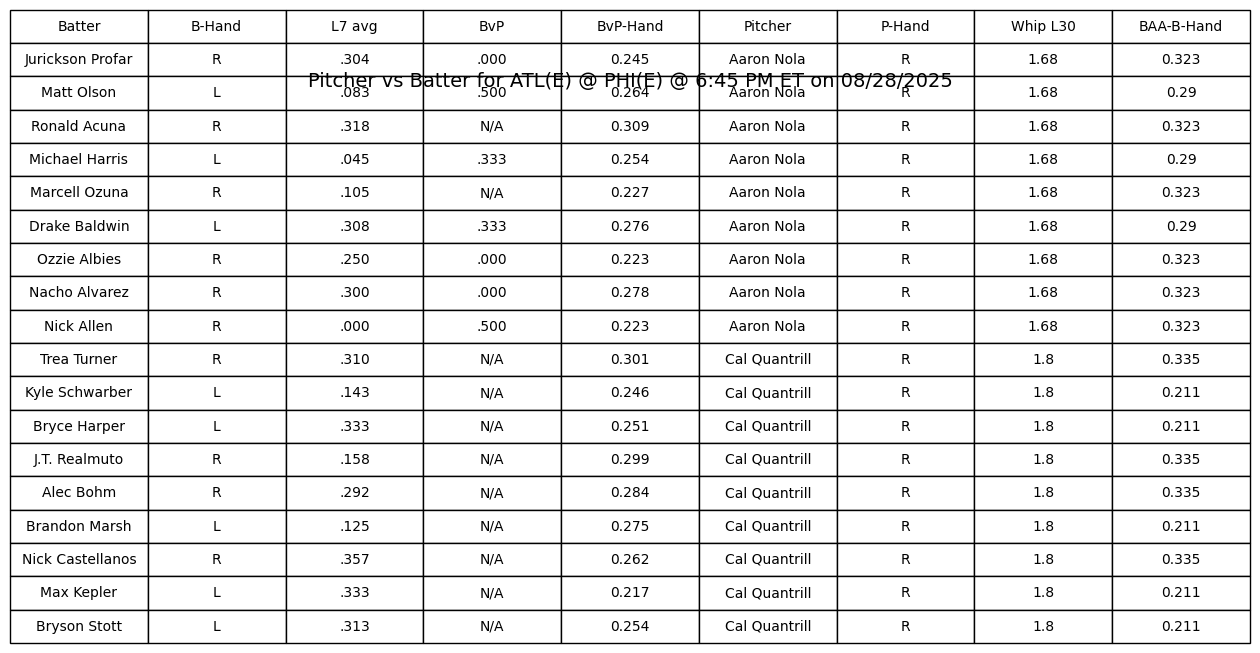 Batter B-Hand L7 avg BvP BvP-Hand Pitcher P-Hand Whip L30 BAA-B-Hand
Jurickson Profar R .304 .000 0.245 Aaron Nola R 1.68 0.323
Pitcher vs Batter for ATL(E) @ PHI(E) @ 6:45 PM ET on 08/28/2025
Matt Olson L .083 .500 0.264 Aaron Nola R 1.68 0.29
Ronald Acuna R .318 N/A 0.309 Aaron Nola R 1.68 0.323
Michael Harris L .045 .333 0.254 Aaron Nola R 1.68 0.29
Marcell Ozuna R .105 N/A 0.227 Aaron Nola R 1.68 0.323
Drake Baldwin L .308 .333 0.276 Aaron Nola R 1.68 0.29
Ozzie Albies R .250 .000 0.223 Aaron Nola R 1.68 0.323
Nacho Alvarez R .300 .000 0.278 Aaron Nola R 1.68 0.323
Nick Allen R .000 .500 0.223 Aaron Nola R 1.68 0.323
Trea Turner R .310 N/A 0.301 Cal Quantrill R 1.8 0.335
Kyle Schwarber L .143 N/A 0.246 Cal Quantrill R 1.8 0.211
Bryce Harper L .333 N/A 0.251 Cal Quantrill R 1.8 0.211
J.T. Realmuto R .158 N/A 0.299 Cal Quantrill R 1.8 0.335
Alec Bohm R .292 N/A 0.284 Cal Quantrill R 1.8 0.335
Brandon Marsh L .125 N/A 0.275 Cal Quantrill R 1.8 0.211
Nick Castellanos R .357 N/A 0.262 Cal Quantrill R 1.8 0.335
Max Kepler L .333 N/A 0.217 Cal Quantrill R 1.8 0.211
Bryson Stott L .313 N/A 0.254 Cal Quantrill R 1.8 0.211